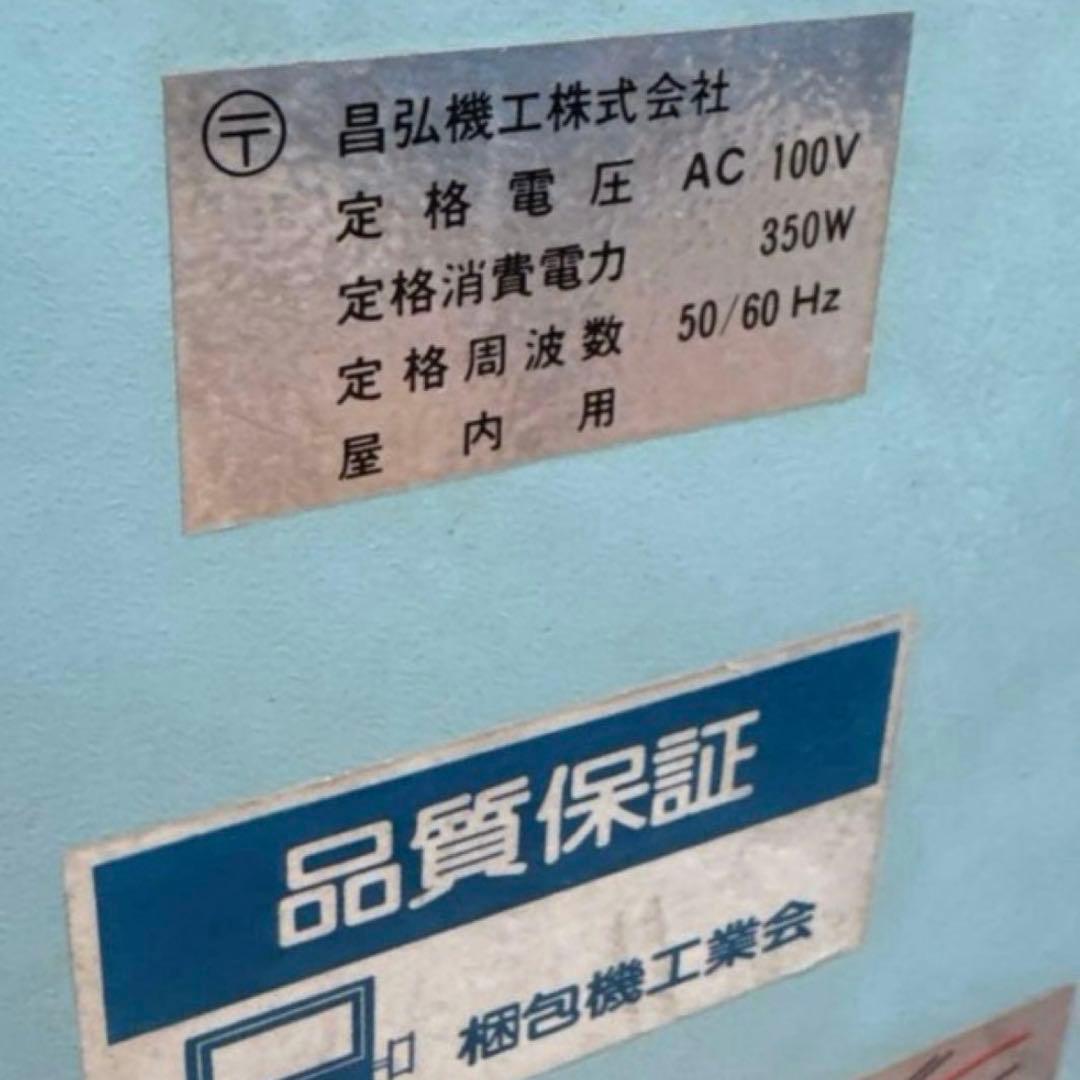 〶 昌弘機工株式会社
定格電圧 AC 100V
定格消費電力 350W
定格周波数 50/60 Hz
屋内用
品質保証
梱包機工業会